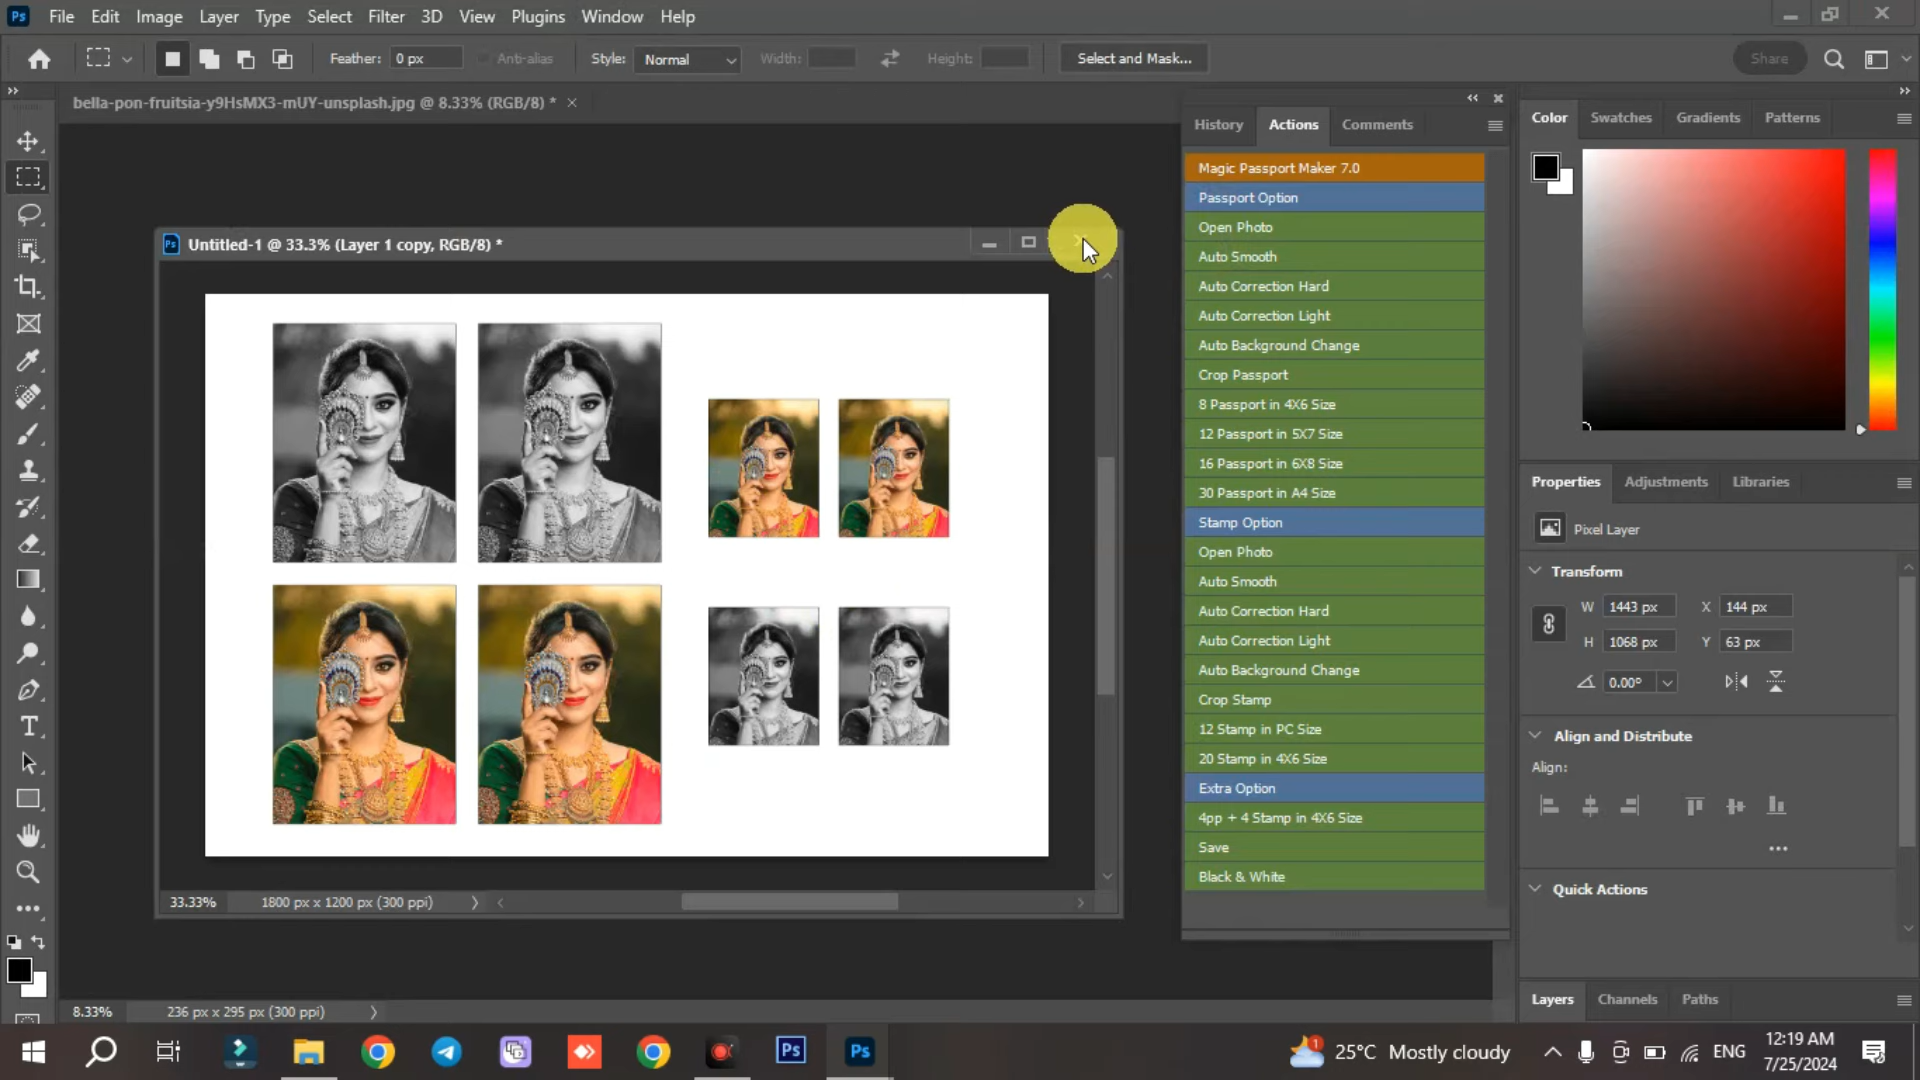 Ps File Edit Image Layer Type Select Filter 3D View Plugins Window Help
Feather: 0 px Anti-alias Style: Normal Width: Height: Select and Mask... Share
bella-pon-fruitsia-y9HsMX3-mUY-unsplash.jpg @ 8.33% (RGB/8) *
Ps Untitled-1 @ 33.3% (Layer 1 copy, RGB/8) *
33.33% 1800 px x 1200 px (300 ppi)
8.33% 236 px x 295 px (300 ppi)
History Actions Comments
Magic Passport Maker 7.0
Passport Option
Open Photo
Auto Smooth
Auto Correction Hard
Auto Correction Light
Auto Background Change
Crop Passport
8 Passport in 4X6 Size
12 Passport in 5X7 Size
16 Passport in 6X8 Size
30 Passport in A4 Size
Stamp Option
Open Photo
Auto Smooth
Auto Correction Hard
Auto Correction Light
Auto Background Change
Crop Stamp
12 Stamp in PC Size
20 Stamp in 4X6 Size
Extra Option
4pp + 4 Stamp in 4X6 Size
Save
Black & White
Color Swatches Gradients Patterns
Properties Adjustments Libraries
Pixel Layer
Transform
W 1443 px X 144 px
H 1068 px Y 63 px
0.00°
Align and Distribute
Align:
Quick Actions
Layers Channels Paths
Ps Ps 1 25°C Mostly cloudy ENG 12:19 AM
7/25/2024